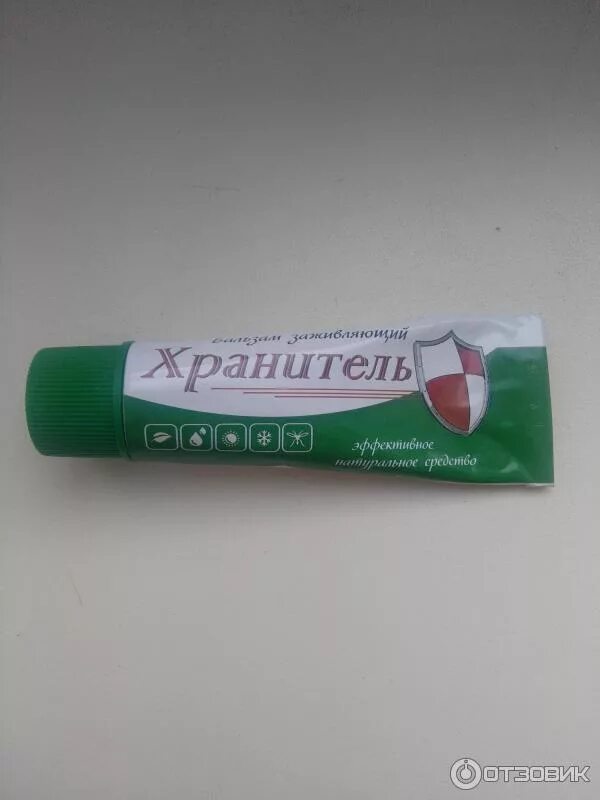 Бальзам заживляющий
Хранитель
эффективное
натуральное средство
ОТЗОВИК